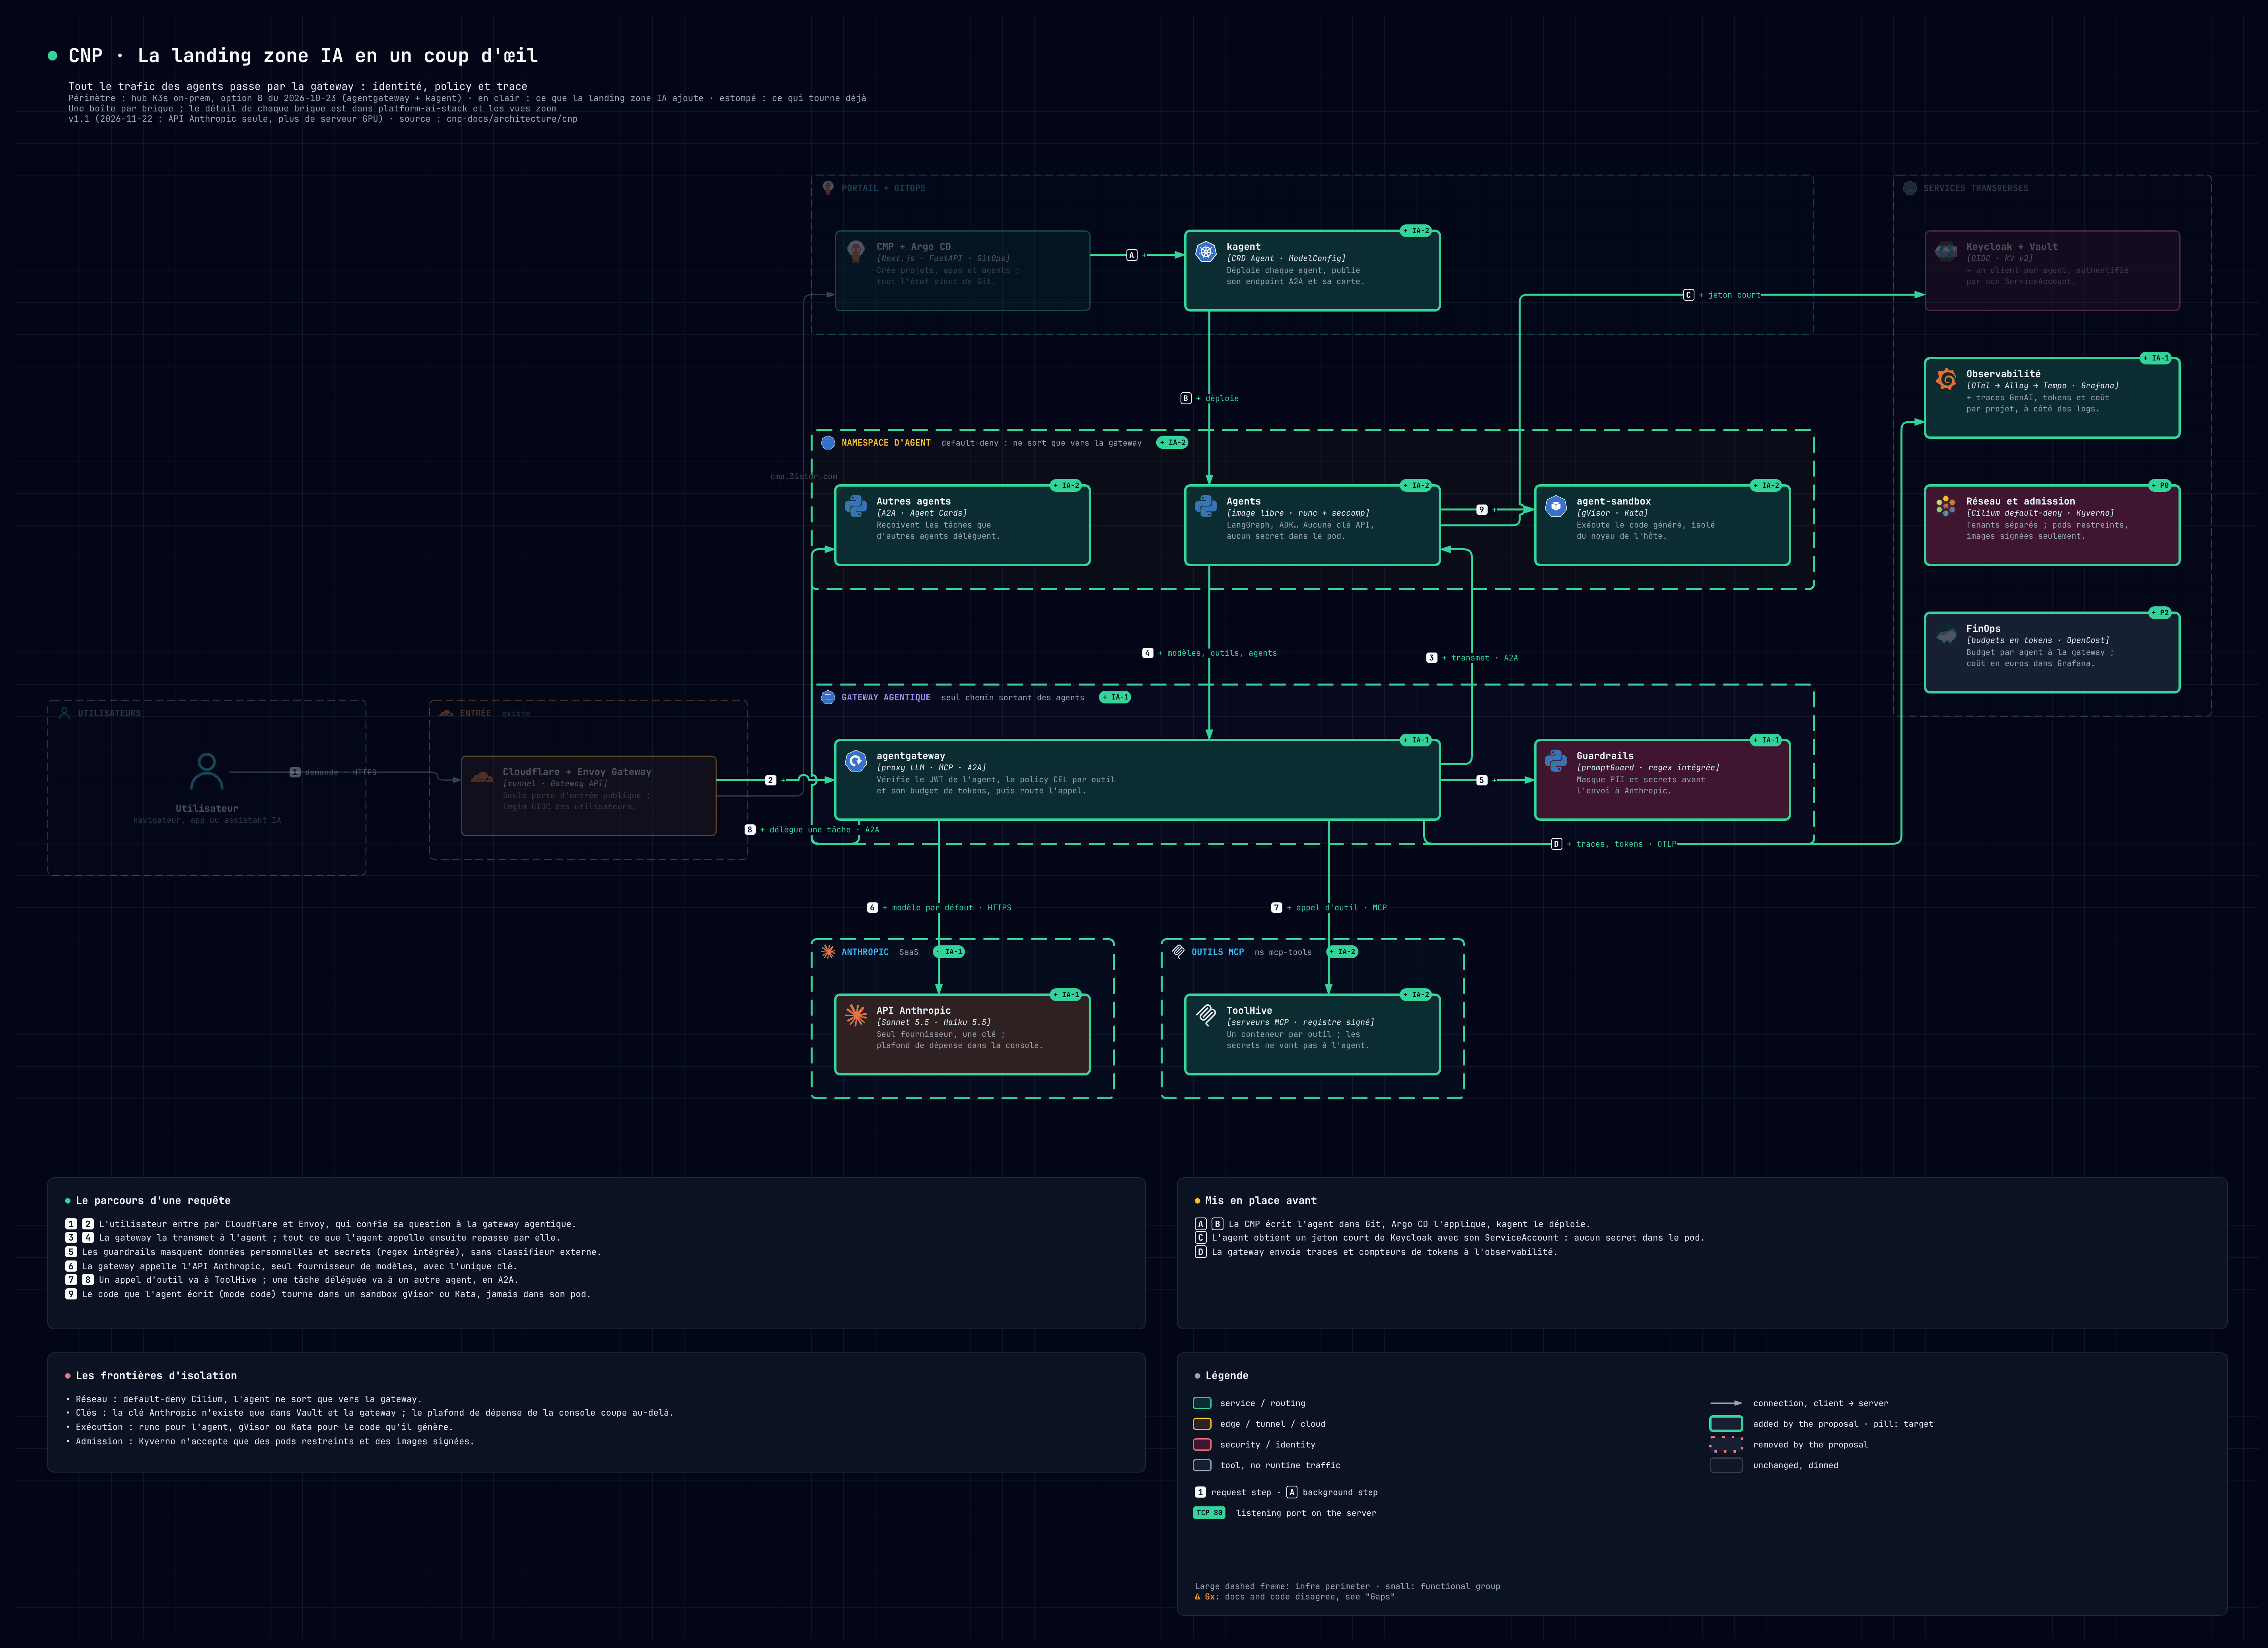 CNP · La landing zone IA en un coup d'œil
Tout le trafic des agents passe par la gateway : identité, policy et trace
Périmètre : hub K3s on-prem, option B du 2026-10-23 (agentgateway + kagent) · en clair : ce que la landing zone IA ajoute · estompé : ce qui tourne déjà
Une boîte par brique ; le détail de chaque brique est dans platform-ai-stack et les vues zoom
v1.1 (2026-11-22 : API Anthropic seule, plus de serveur GPU) · source : cnp-docs/architecture/cnp
PORTAIL + GITOPS
CMP + Argo CD
[Next.js · FastAPI · GitOps]
Crée projets, apps et agents ;
tout l'état vient de Git.
A +
+ IA-2
kagent
[CRD Agent · ModelConfig]
Déploie chaque agent, publie
son endpoint A2A et sa carte.
C + jeton court
SERVICES TRANSVERSES
Keycloak + Vault
[OIDC · KV v2]
+ un client par agent, authentifié
par son ServiceAccount.
+ IA-1
Observabilité
[OTel → Alloy → Tempo · Grafana]
+ traces GenAI, tokens et coût
par projet, à côté des logs.
+ P0
Réseau et admission
[Cilium default-deny · Kyverno]
Tenants séparés ; pods restreints,
images signées seulement.
+ P2
FinOps
[budgets en tokens · OpenCost]
Budget par agent à la gateway ;
coût en euros dans Grafana.
B + déploie
NAMESPACE D'AGENT default-deny : ne sort que vers la gateway + IA-2
cmp.3istor.com
+ IA-2
Autres agents
[A2A · Agent Cards]
Reçoivent les tâches que
d'autres agents délèguent.
+ IA-2
Agents
[image libre · runc + seccomp]
LangGraph, ADK… Aucune clé API,
aucun secret dans le pod.
9 +
+ IA-2
agent-sandbox
[gVisor · Kata]
Exécute le code généré, isolé
du noyau de l'hôte.
4 + modèles, outils, agents
3 + transmet · A2A
GATEWAY AGENTIQUE seul chemin sortant des agents + IA-1
UTILISATEURS
Utilisateur
navigateur, app ou assistant IA
1 demande · HTTPS
ENTRÉE existe
Cloudflare + Envoy Gateway
[tunnel · Gateway API]
Seule porte d'entrée publique ;
login OIDC des utilisateurs.
2 +
+ IA-1
agentgateway
[proxy LLM · MCP · A2A]
Vérifie le JWT de l'agent, la policy CEL par outil
et son budget de tokens, puis route l'appel.
5 +
+ IA-1
Guardrails
[promptGuard · regex intégrée]
Masque PII et secrets avant
l'envoi à Anthropic.
8 + délègue une tâche · A2A
D + traces, tokens · OTLP
6 + modèle par défaut · HTTPS
7 + appel d'outil · MCP
ANTHROPIC SaaS + IA-1
+ IA-1
API Anthropic
[Sonnet 5.5 · Haiku 5.5]
Seul fournisseur, une clé ;
plafond de dépense dans la console.
OUTILS MCP ns mcp-tools + IA-2
+ IA-2
ToolHive
[serveurs MCP · registre signé]
Un conteneur par outil ; les
secrets ne vont pas à l'agent.
Le parcours d'une requête
1 2 L'utilisateur entre par Cloudflare et Envoy, qui confie sa question à la gateway agentique.
3 4 La gateway la transmet à l'agent ; tout ce que l'agent appelle ensuite repasse par elle.
5 Les guardrails masquent données personnelles et secrets (regex intégrée), sans classifieur externe.
6 La gateway appelle l'API Anthropic, seul fournisseur de modèles, avec l'unique clé.
7 8 Un appel d'outil va à ToolHive ; une tâche déléguée va à un autre agent, en A2A.
9 Le code que l'agent écrit (mode code) tourne dans un sandbox gVisor ou Kata, jamais dans son pod.
Mis en place avant
A B La CMP écrit l'agent dans Git, Argo CD l'applique, kagent le déploie.
C L'agent obtient un jeton court de Keycloak avec son ServiceAccount : aucun secret dans le pod.
D La gateway envoie traces et compteurs de tokens à l'observabilité.
Les frontières d'isolation
• Réseau : default-deny Cilium, l'agent ne sort que vers la gateway.
• Clés : la clé Anthropic n'existe que dans Vault et la gateway ; le plafond de dépense de la console coupe au-delà.
• Exécution : runc pour l'agent, gVisor ou Kata pour le code qu'il génère.
• Admission : Kyverno n'accepte que des pods restreints et des images signées.
Légende
service / routing
edge / tunnel / cloud
security / identity
tool, no runtime traffic
1 request step · A background step
TCP 80 listening port on the server
connection, client → server
added by the proposal · pill: target
removed by the proposal
unchanged, dimmed
Large dashed frame: infra perimeter · small: functional group
⚠ Gx: docs and code disagree, see "Gaps"